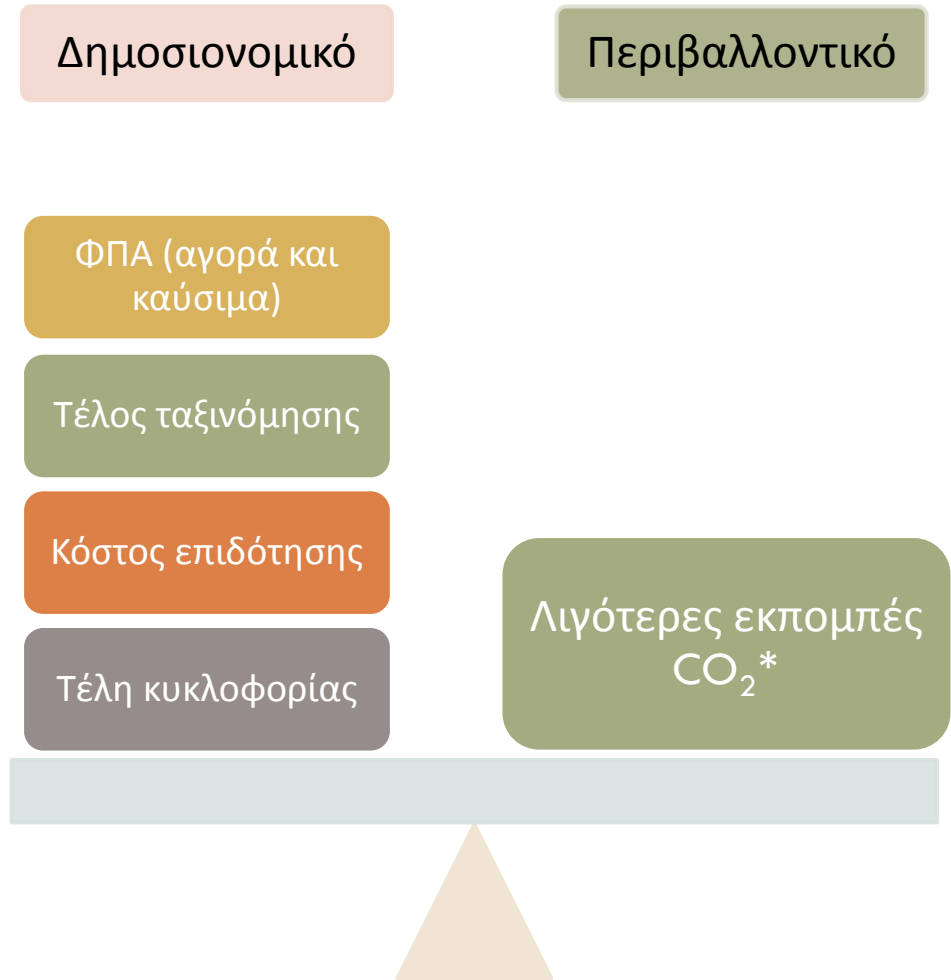 Δημοσιονομικό
Περιβαλλοντικό
ΦΠΑ (αγορά και
καύσιμα)
Τέλος ταξινόμησης
Κόστος επιδότησης
Τέλη κυκλοφορίας
Λιγότερες εκπομπές
CO₂*